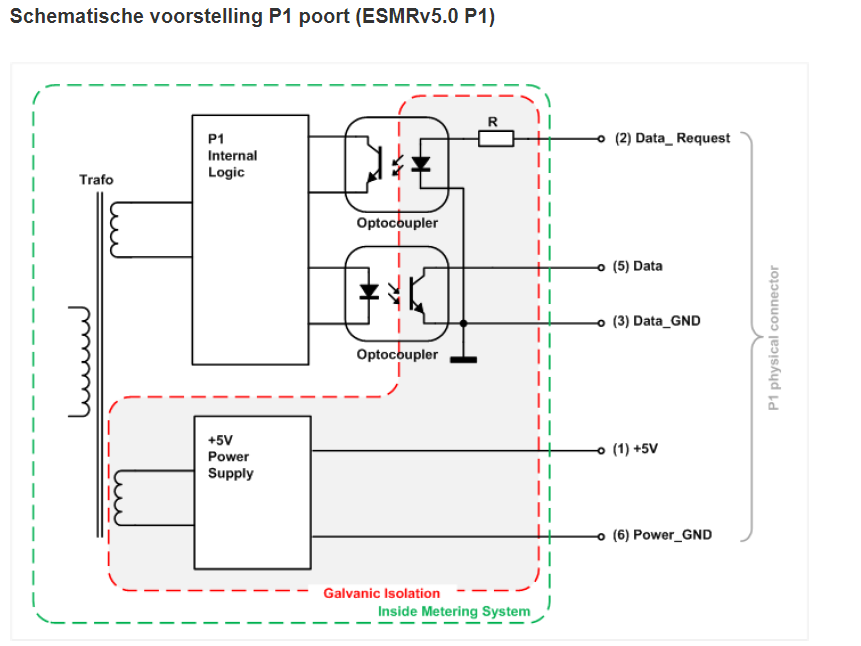 Schematische voorstelling P1 poort (ESMRv5.0 P1)
R
P1
Internal
Logic
(2) Data_ Request
Trafo
Optocoupler
(5) Data
(3) Data_GND
Optocoupler
P1 physical connector
+5V
Power
Supply
(1) +5V
(6) Power_GND
Galvanic Isolation
Inside Metering System